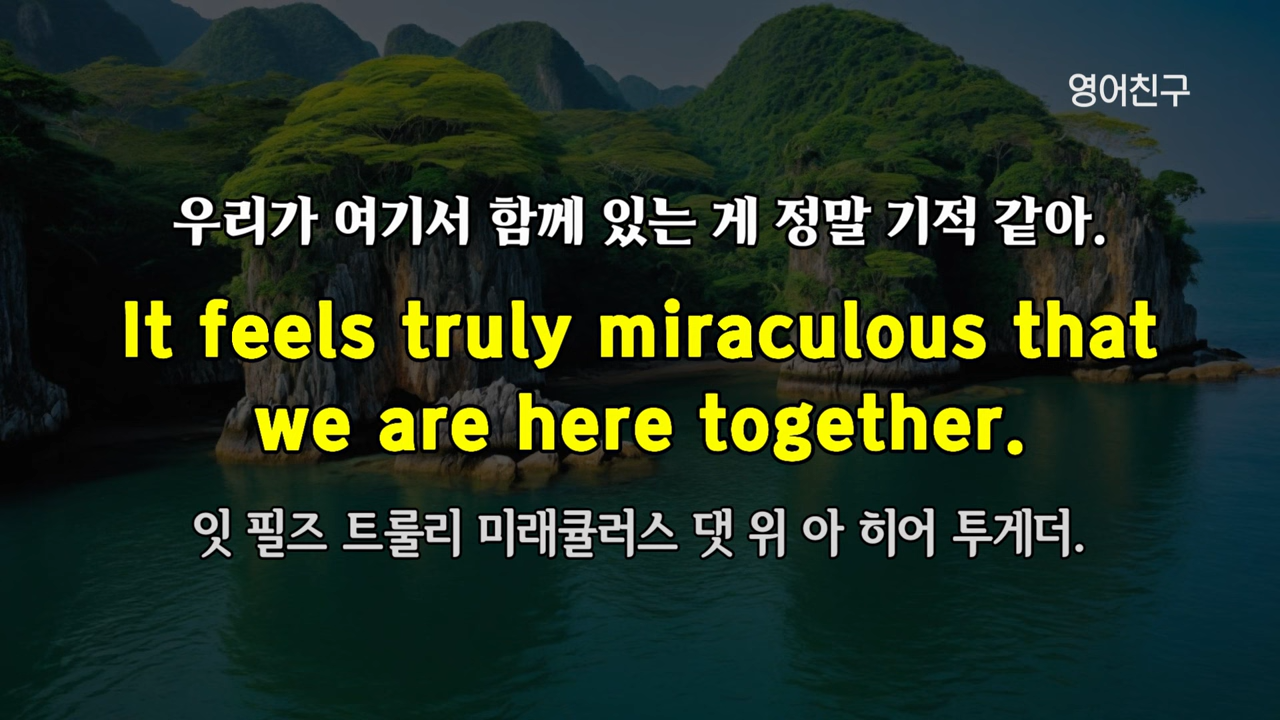 영어친구
우리가 여기서 함께 있는 게 정말 기적 같아.
It feels truly miraculous that
we are here together.
잇 필즈 트룰리 미래큘러스 댓 위 아 히어 투게더.